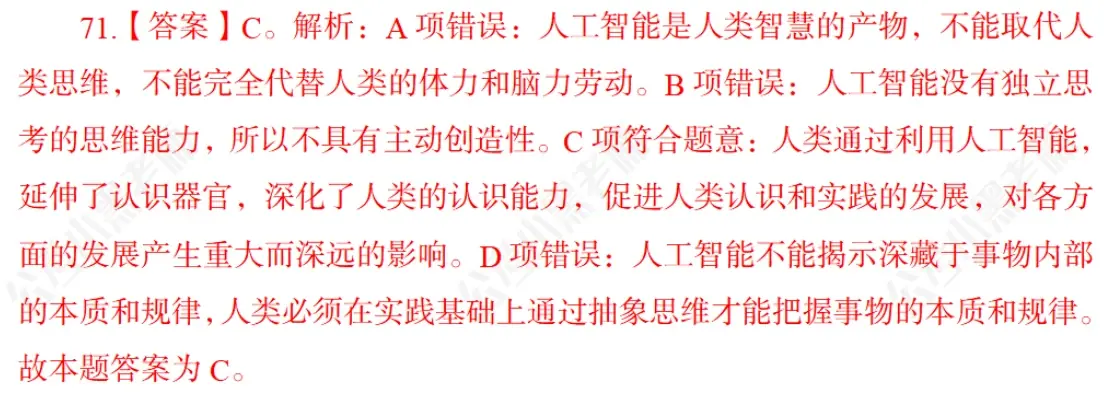 71.【答案】C。解析：A 项错误：人工智能是人类智慧的产物，不能取代人
类思维，不能完全代替人类的体力和脑力劳动。B 项错误：人工智能没有独立思
考的思维能力，所以不具有主动创造性。C 项符合题意：人类通过利用人工智能，
延伸了认识器官，深化了人类的认识能力，促进人类认识和实践的发展，对各方
面的发展产生重大而深远的影响。D 项错误：人工智能不能揭示深藏于事物内部
的本质和规律，人类必须在实践基础上通过抽象思维才能把握事物的本质和规律。
故本题答案为 C。